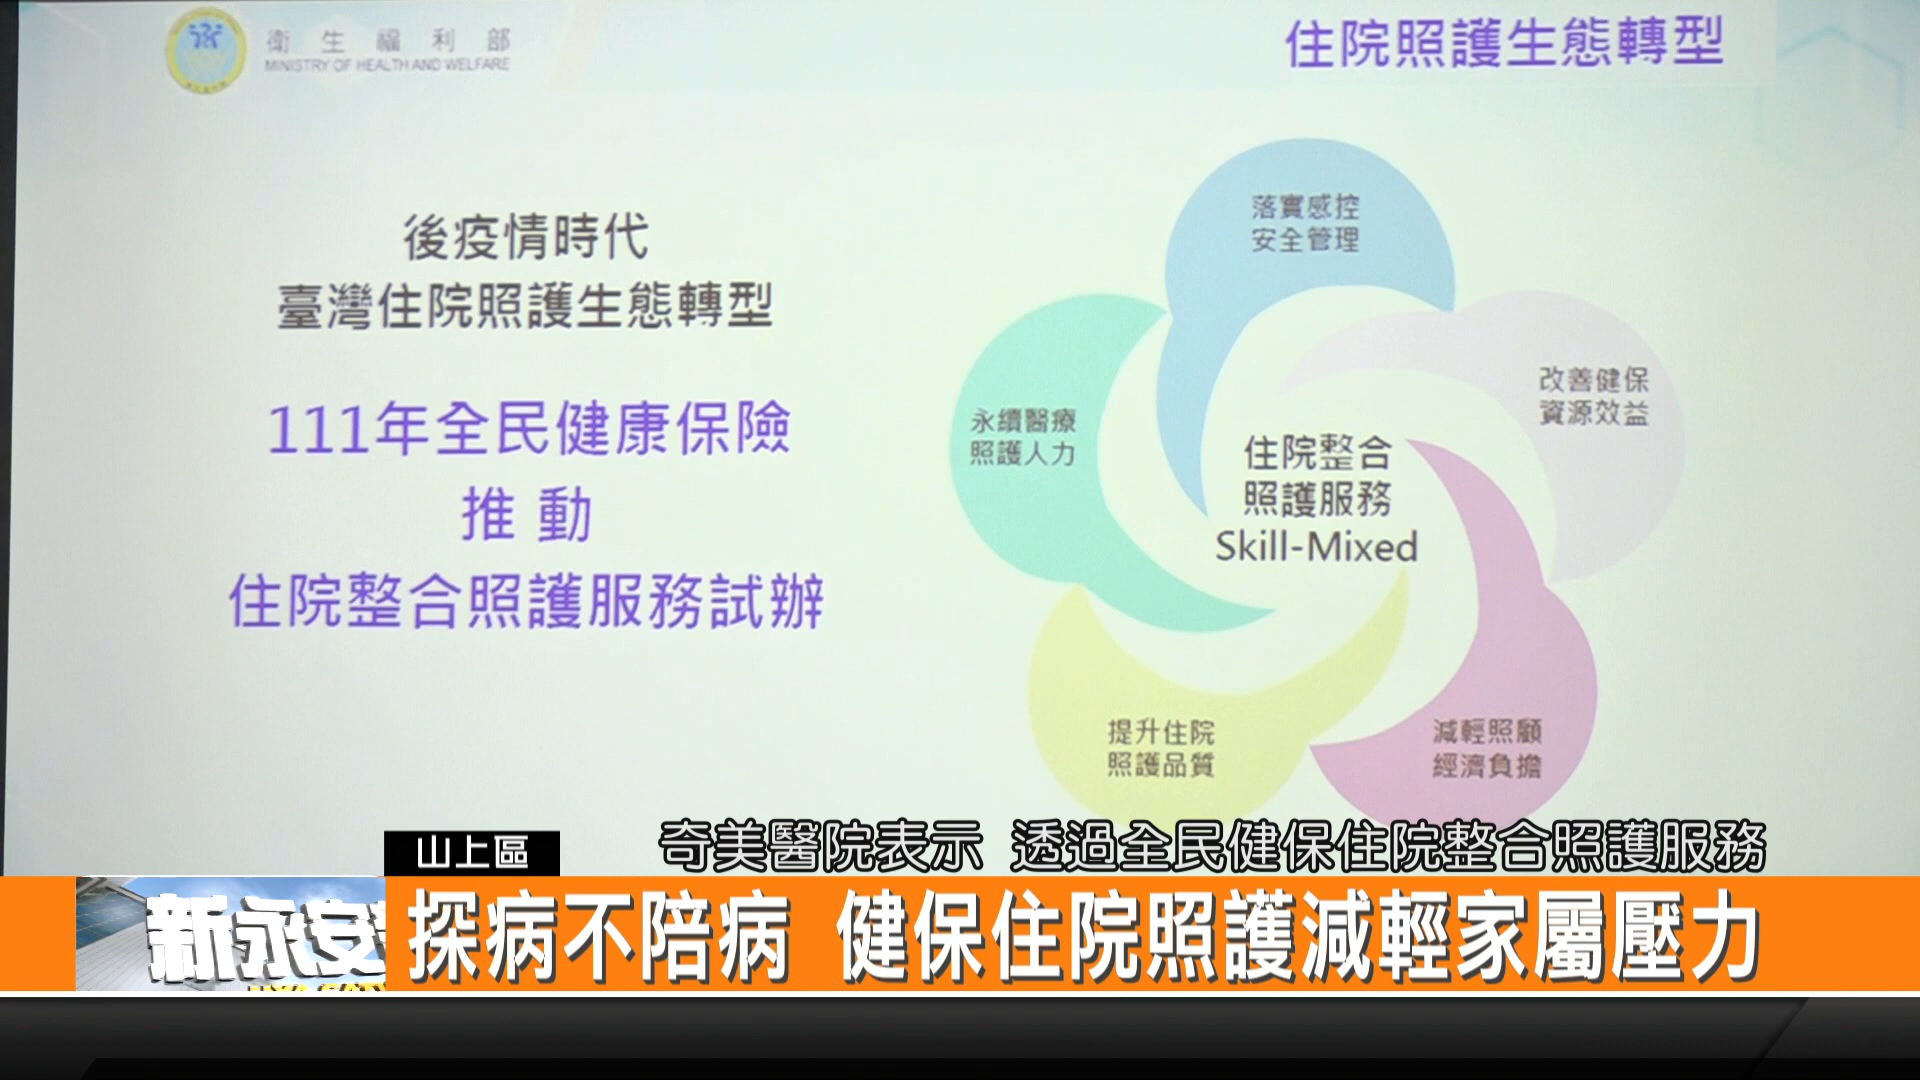 衛生福利部
MINISTRY OF HEALTH AND WELFARE
住院照護生態轉型
後疫情時代
臺灣住院照護生態轉型
111年全民健康保險
推動
住院整合照護服務試辦
落實感控
安全管理
改善健保
資源效益
永續醫療
照護人力
住院整合
照護服務
Skill-Mixed
提升住院
照護品質
減輕照顧
經濟負擔
奇美醫院表示 透過全民健保住院整合照護服務
山上區
新永安
探病不陪病 健保住院照護減輕家屬壓力